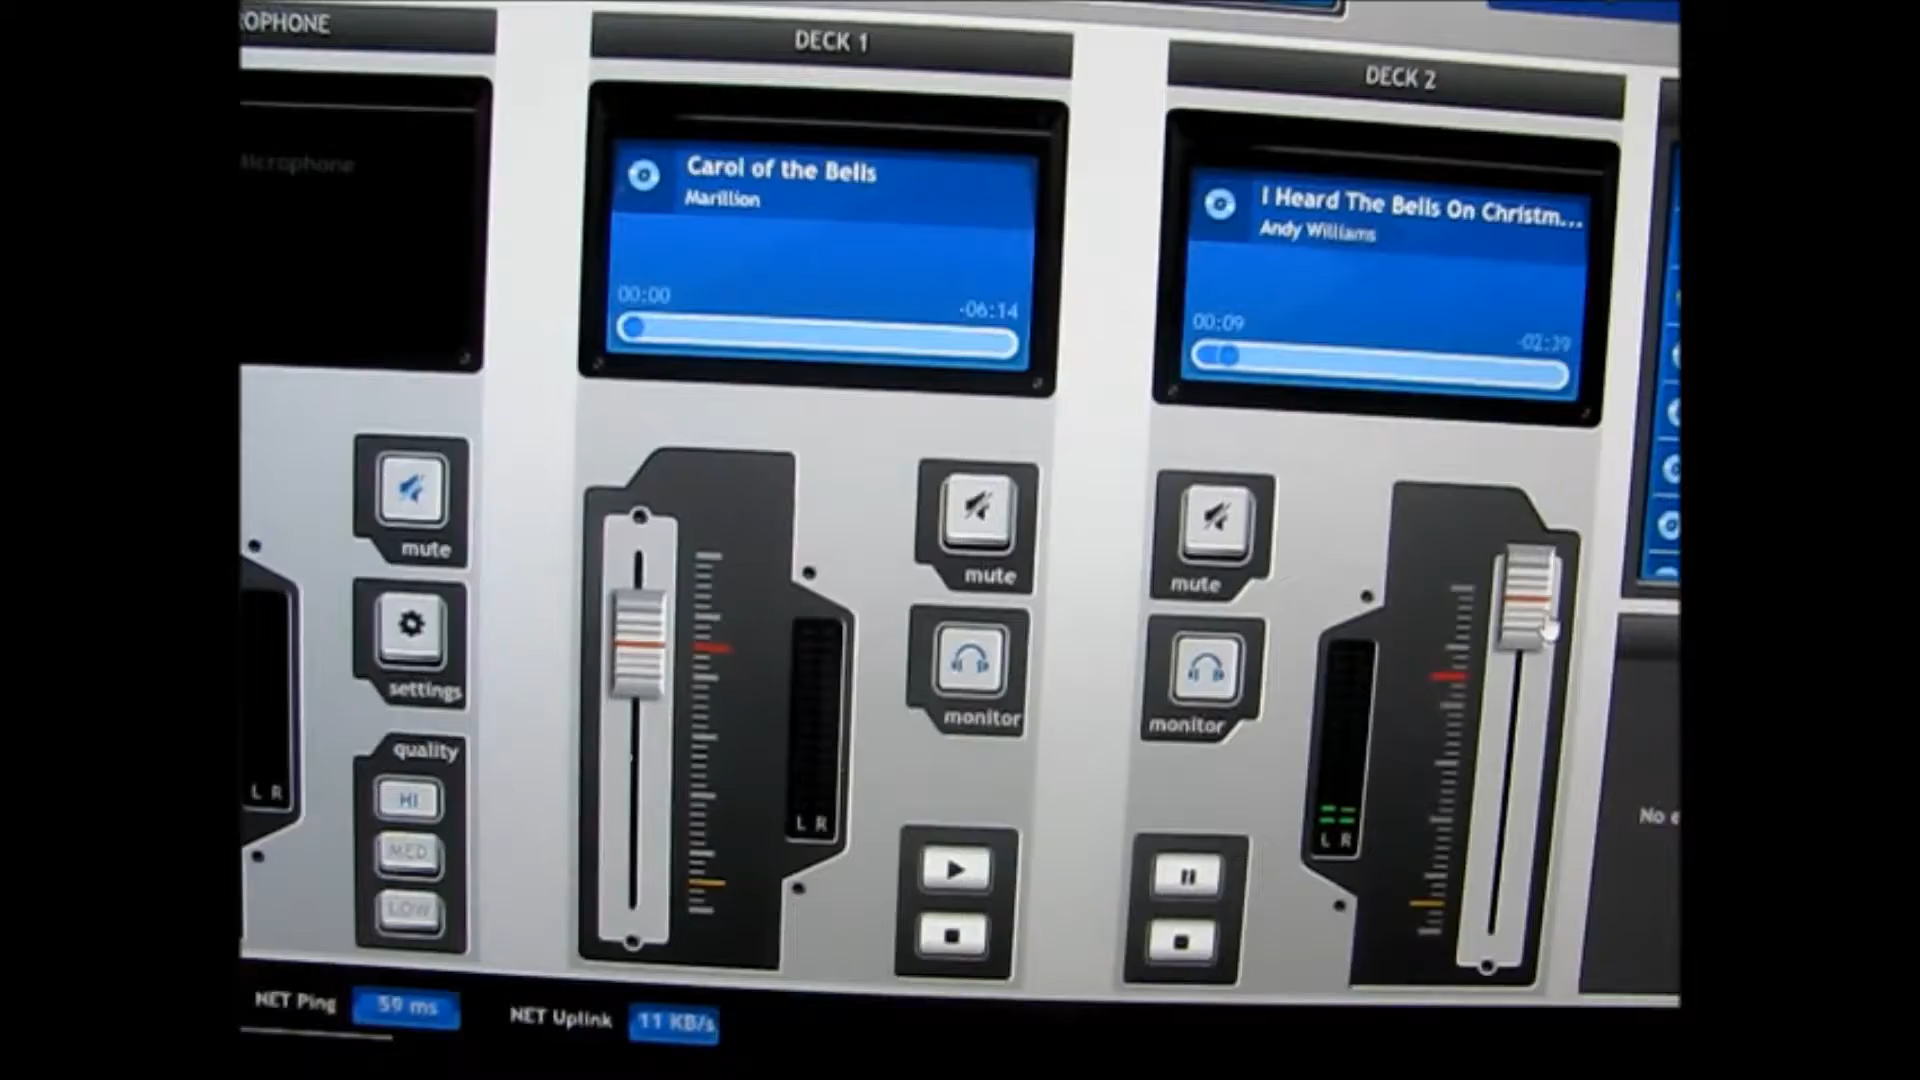 OPHONE
DECK 1
DECK 2
Microphone
Carol of the Bells
Marillion
00:00
-06:14
I Heard The Bells On Christm...
Andy Williams
00:09
-02:39
mute
settings
quality
HI
MED
LOW
L R
mute
monitor
L R
mute
monitor
L R
No e
NET Ping
59 ms
NET Uplink
11 KB/s